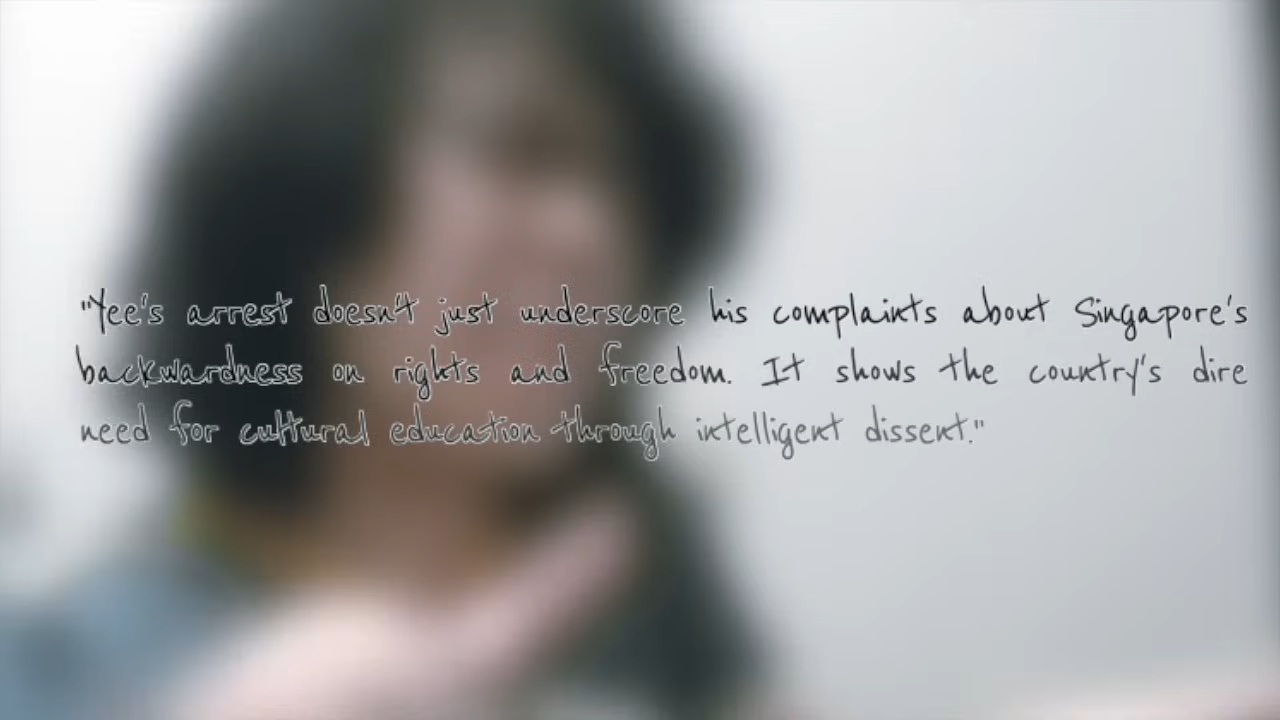 "Yee's arrest doesn't just underscore his complaints about Singapore's
backwardness on rights and freedom. It shows the country's dire
need for cultural education through intelligent dissent."